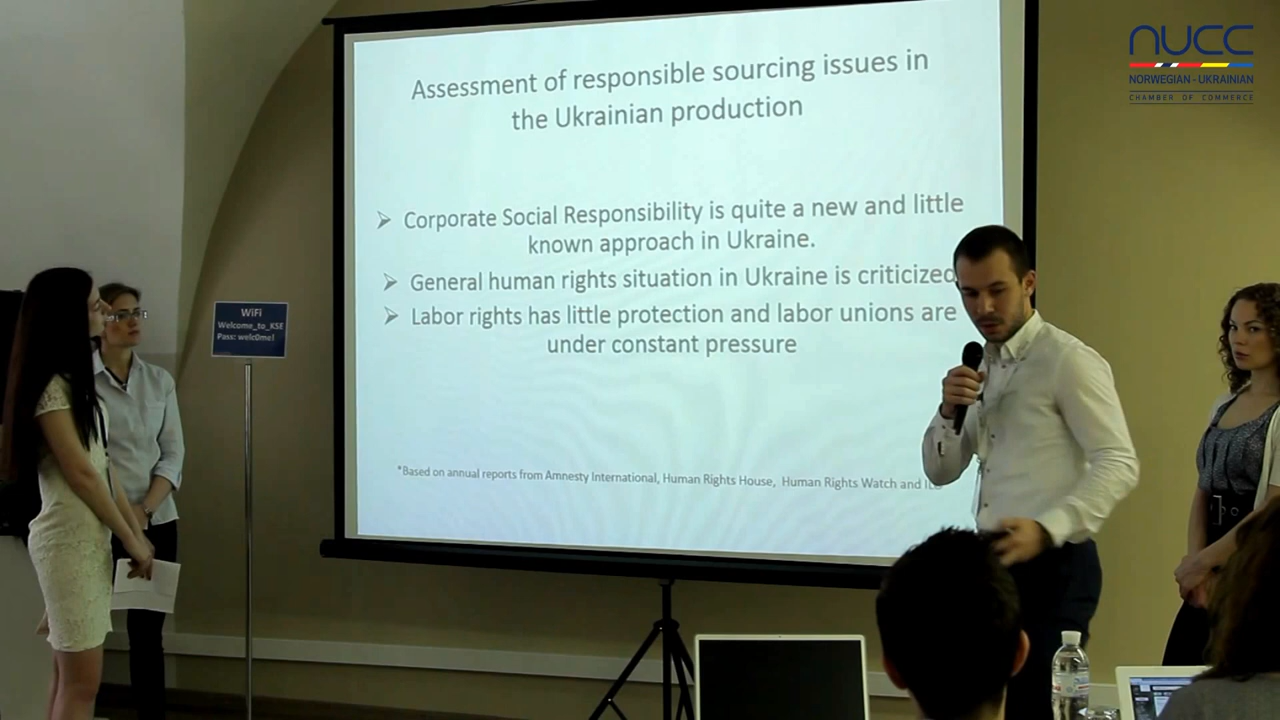 Assessment of responsible sourcing issues in
the Ukrainian production
➢ Corporate Social Responsibility is quite a new and little
known approach in Ukraine.
➢ General human rights situation in Ukraine is criticized
➢ Labor rights has little protection and labor unions are
under constant pressure
*Based on annual reports from Amnesty International, Human Rights House, Human Rights Watch and
WiFi
Welcome_to_KSE
Pass: welc0me!
NUCC
NORWEGIAN - UKRAINIAN
CHAMBER OF COMMERCE